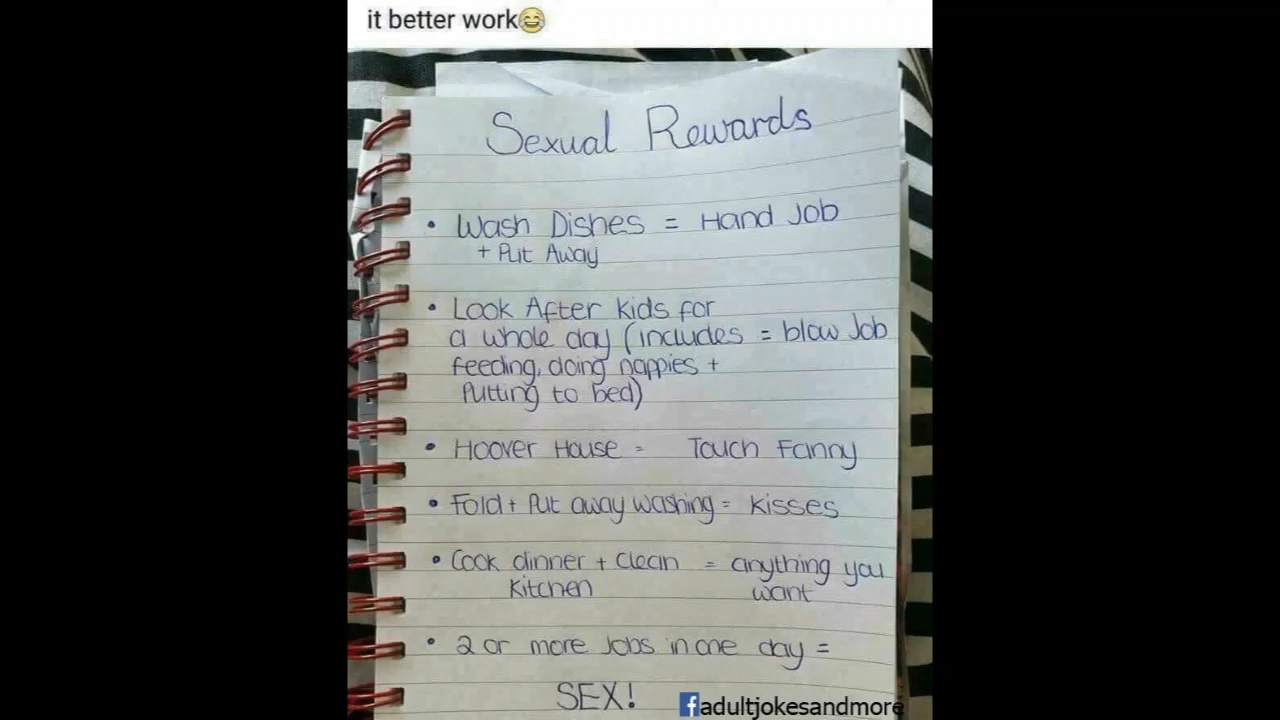 it better work😂
Sexual Rewards
• Wash Dishes = Hand Job
+ Put Away
• Look After Kids for
a whole day (includes = blow Job
feeding, doing nappies +
Putting to bed)
• Hoover House = Touch Fanny
• Fold + Put away washing = kisses
• Cook dinner + Clean = anything you
kitchen want
• 2 or more Jobs in one day =
SEX!
fadultjokesandmore